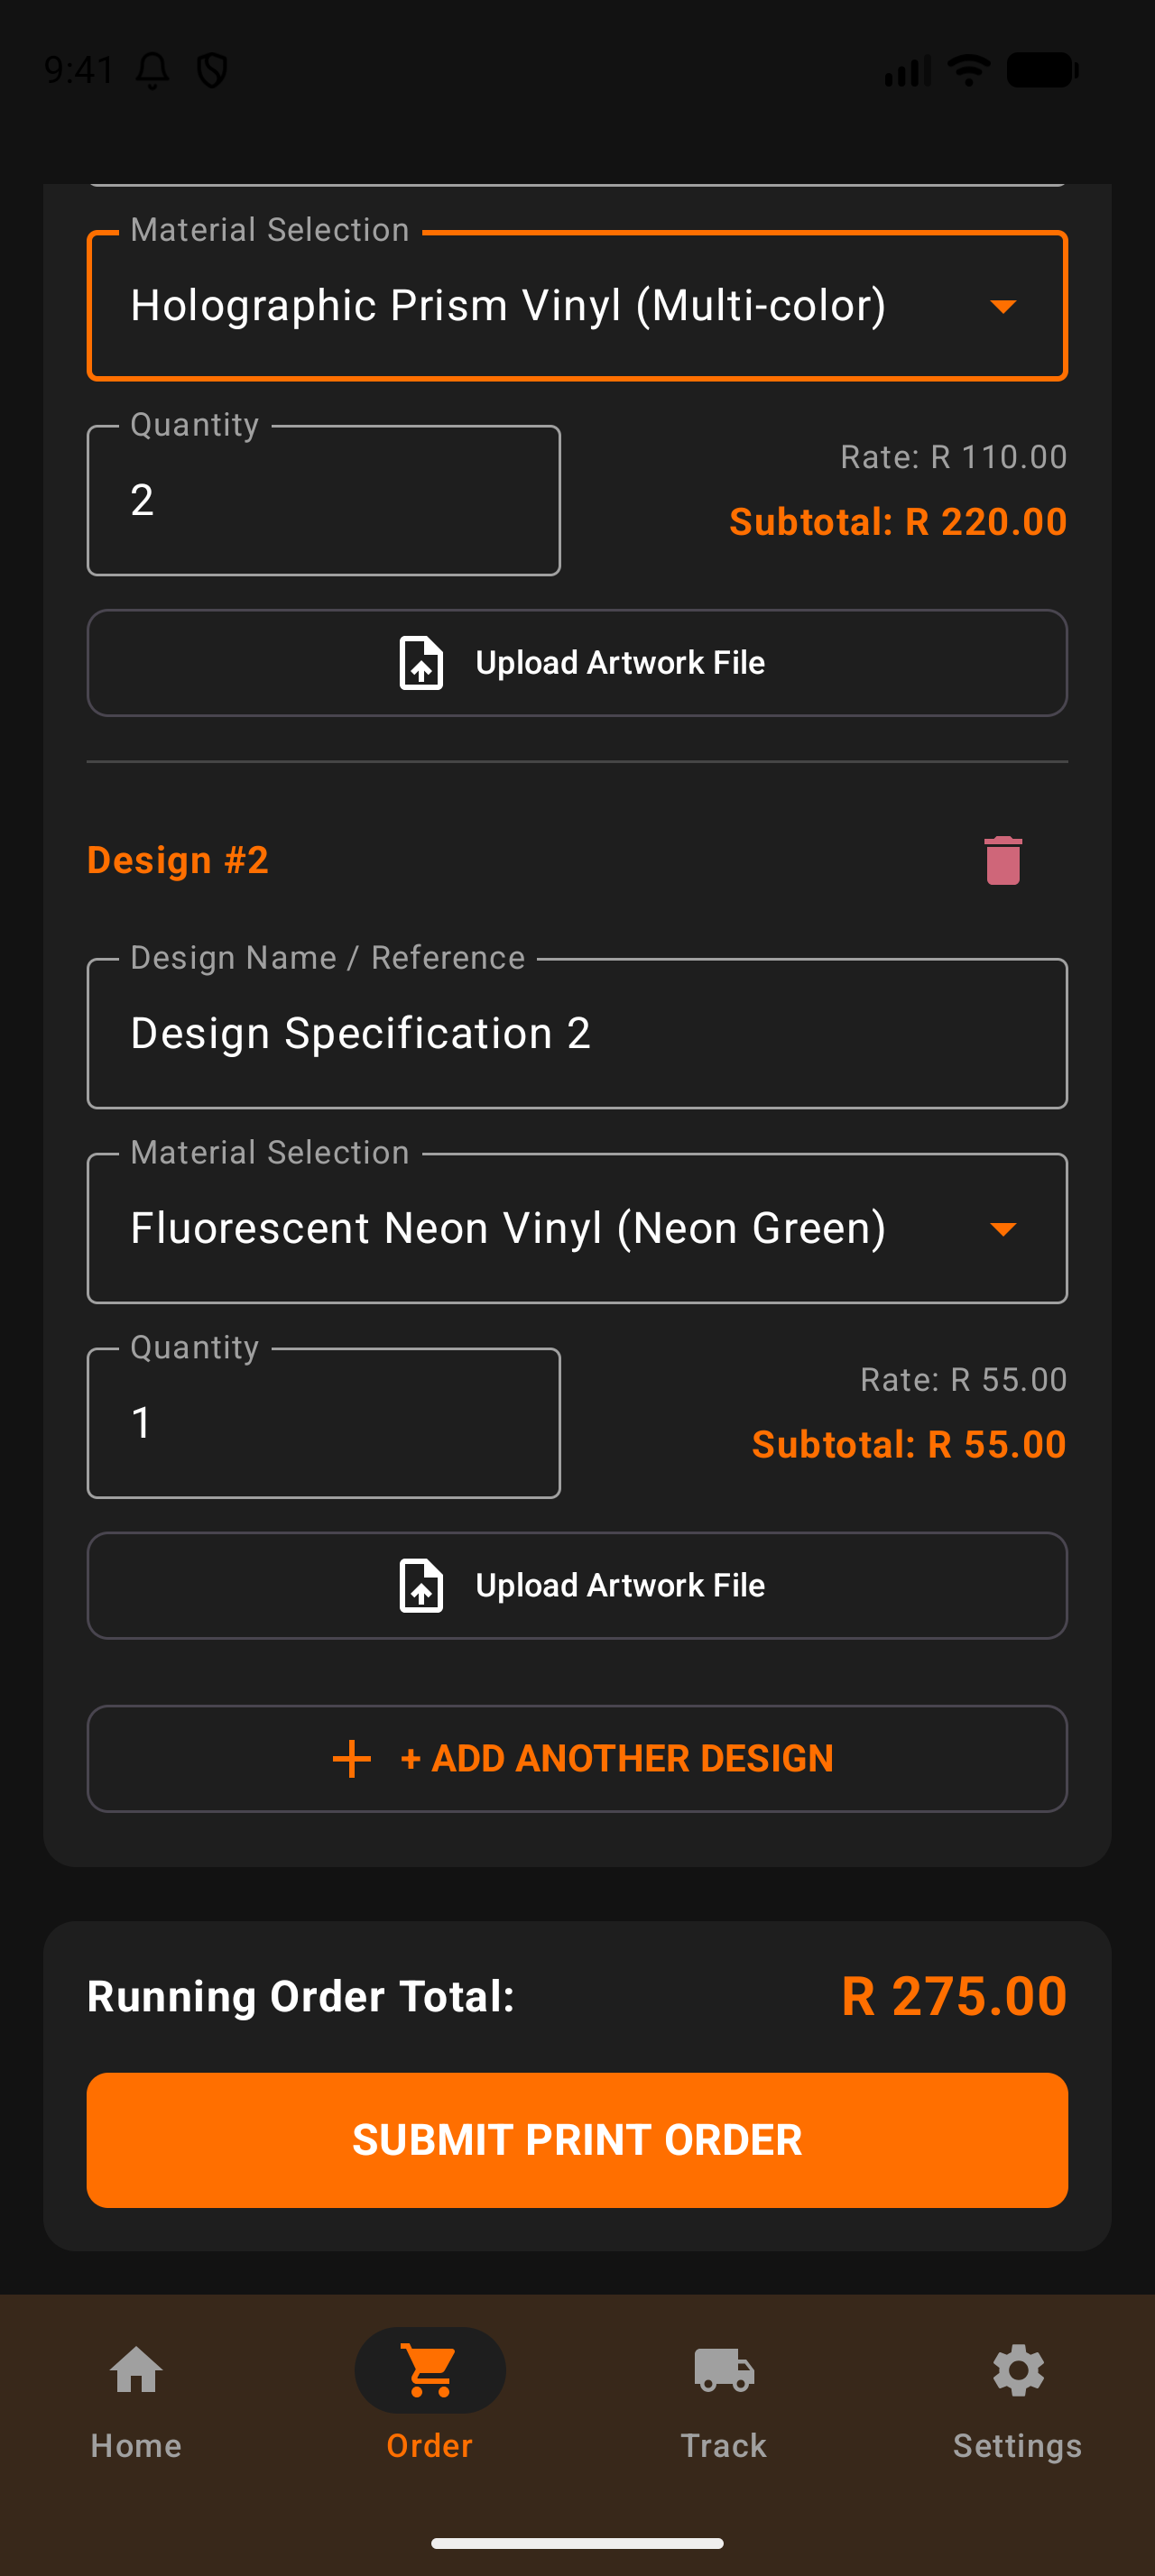 9:41
Material Selection
Holographic Prism Vinyl (Multi-color)
Quantity
2
Rate: R 110.00
Subtotal: R 220.00
Upload Artwork File
Design #2
Design Name / Reference
Design Specification 2
Material Selection
Fluorescent Neon Vinyl (Neon Green)
Quantity
1
Rate: R 55.00
Subtotal: R 55.00
Upload Artwork File
+ ADD ANOTHER DESIGN
Running Order Total:
R 275.00
SUBMIT PRINT ORDER
Home
Order
Track
Settings